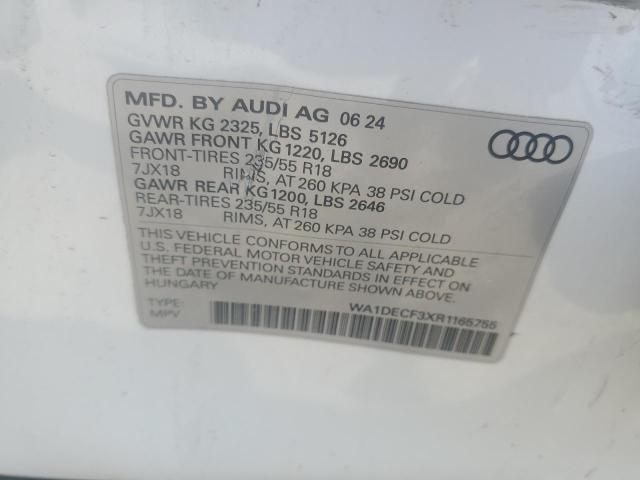 MFD. BY AUDI AG 06 24
GVWR KG 2325, LBS 5126
GAWR FRONT KG 1220, LBS 2690
FRONT-TIRES 235/55 R18
7JX18 RIMS, AT 260 KPA 38 PSI COLD
GAWR REAR KG 1200, LBS 2646
REAR-TIRES 235/55 R18
7JX18 RIMS, AT 260 KPA 38 PSI COLD
THIS VEHICLE CONFORMS TO ALL APPLICABLE
U.S. FEDERAL MOTOR VEHICLE SAFETY AND
THEFT PREVENTION STANDARDS IN EFFECT ON
THE DATE OF MANUFACTURE SHOWN ABOVE.
HUNGARY
TYPE:
MPV
WA1DECF3XR1165755